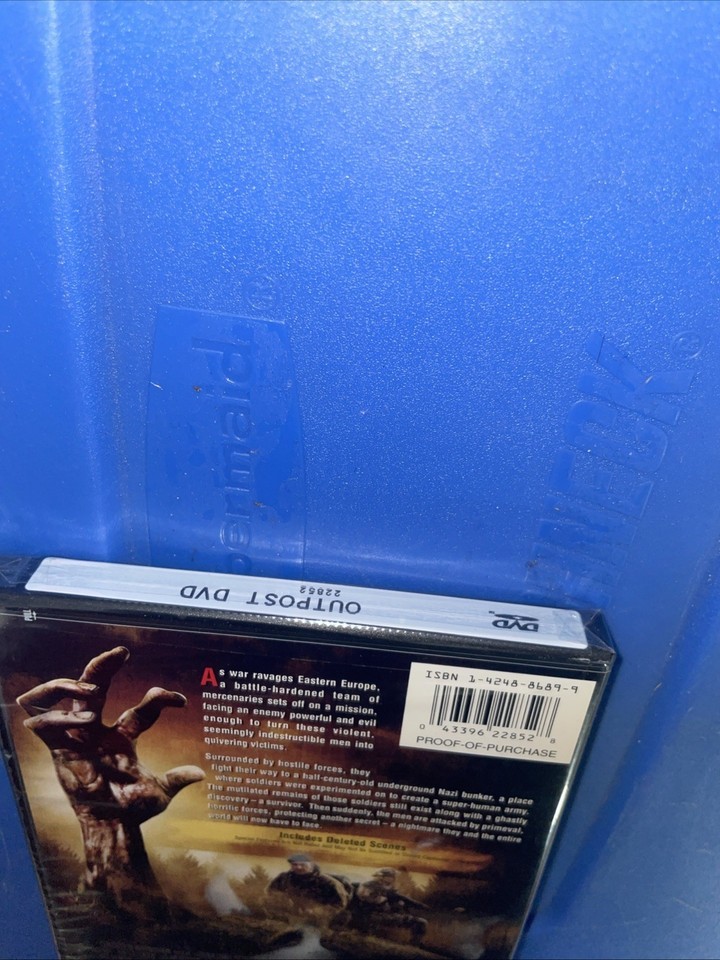 ermaid®
NECK®
OUTPOST DVD
22852
DVD
ISBN 1-4248-8689-9
0 43396 22852 8
PROOF-OF-PURCHASE
As war ravages Eastern Europe,
a battle-hardened team of
mercenaries sets off on a mission,
facing an enemy powerful and evil
enough to turn these violent,
seemingly indestructible men into
quivering victims.
Surrounded by hostile forces, they
fight their way to a half-century-old underground Nazi bunker, a place
where soldiers were experimented on to create a super-human army.
The mutilated remains of those soldiers still exist along with a ghastly
discovery – a survivor. Then suddenly, the men are attacked by primeval,
horrific forces, protesting another secret – a nightmare they and the entire
world will now have to face.
Includes Deleted Scenes